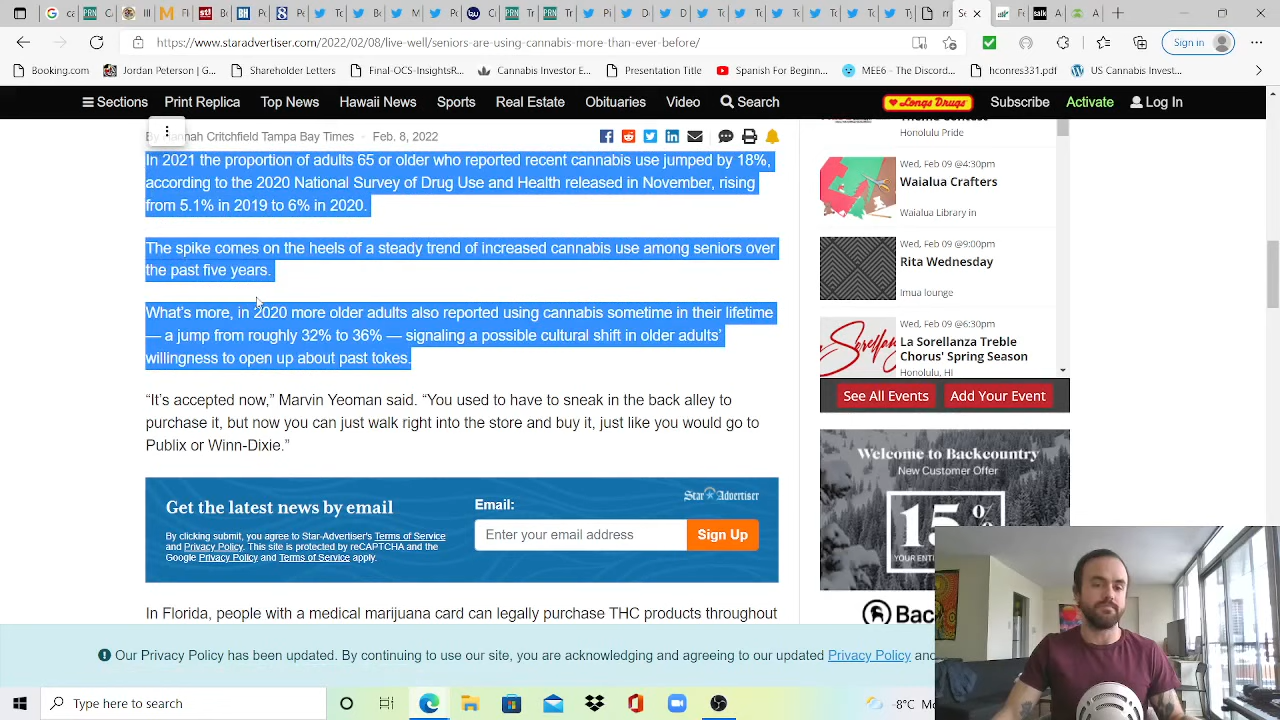 https://www.staradvertiser.com/2022/02/08/live-well/seniors-are-using-cannabis-more-than-ever-before/
Sign in
Booking.com
Jordan Peterson | G...
Shareholder Letters
Final-OCS-InsightsR...
Cannabis Investor E...
Presentation Title
Spanish For Beginn...
MEE6 - The Discord...
hconres331.pdf
US Cannabis Invest...
Sections
Print Replica
Top News
Hawaii News
Sports
Real Estate
Obituaries
Video
Search
Longs Drugs
Subscribe
Activate
Log In
Critchfield Tampa Bay Times
Feb. 8, 2022
In 2021 the proportion of adults 65 or older who reported recent cannabis use jumped by 18%,
according to the 2020 National Survey of Drug Use and Health released in November, rising
from 5.1% in 2019 to 6% in 2020.
The spike comes on the heels of a steady trend of increased cannabis use among seniors over
the past five years.
What's more, in 2020 more older adults also reported using cannabis sometime in their lifetime
— a jump from roughly 32% to 36% — signaling a possible cultural shift in older adults'
willingness to open up about past tokes.
“It's accepted now,” Marvin Yeoman said. “You used to have to sneak in the back alley to
purchase it, but now you can just walk right into the store and buy it, just like you would go to
Publix or Winn-Dixie.”
Get the latest news by email
By clicking submit, you agree to Star-Advertiser's Terms of Service
and Privacy Policy. This site is protected by reCAPTCHA and the
Google Privacy Policy and Terms of Service apply.
Star Advertiser
Email:
Enter your email address
Sign Up
In Florida, people with a medical marijuana card can legally purchase THC products throughout
Honolulu Pride
Wed, Feb 09 @4:30pm
Waialua Crafters
Waialua Library in
Wed, Feb 09 @9:00pm
Rita Wednesday
Imua lounge
Wed, Feb 09 @6:30pm
La Sorellanza Treble
Chorus' Spring Season
Honolulu, HI
See All Events
Add Your Event
Welcome to Backcountry
New Customer Offer
15%
Our Privacy Policy has been updated. By continuing to use our site, you are acknowledging and agreeing to our updated Privacy Policy and
Type here to search
-8°C